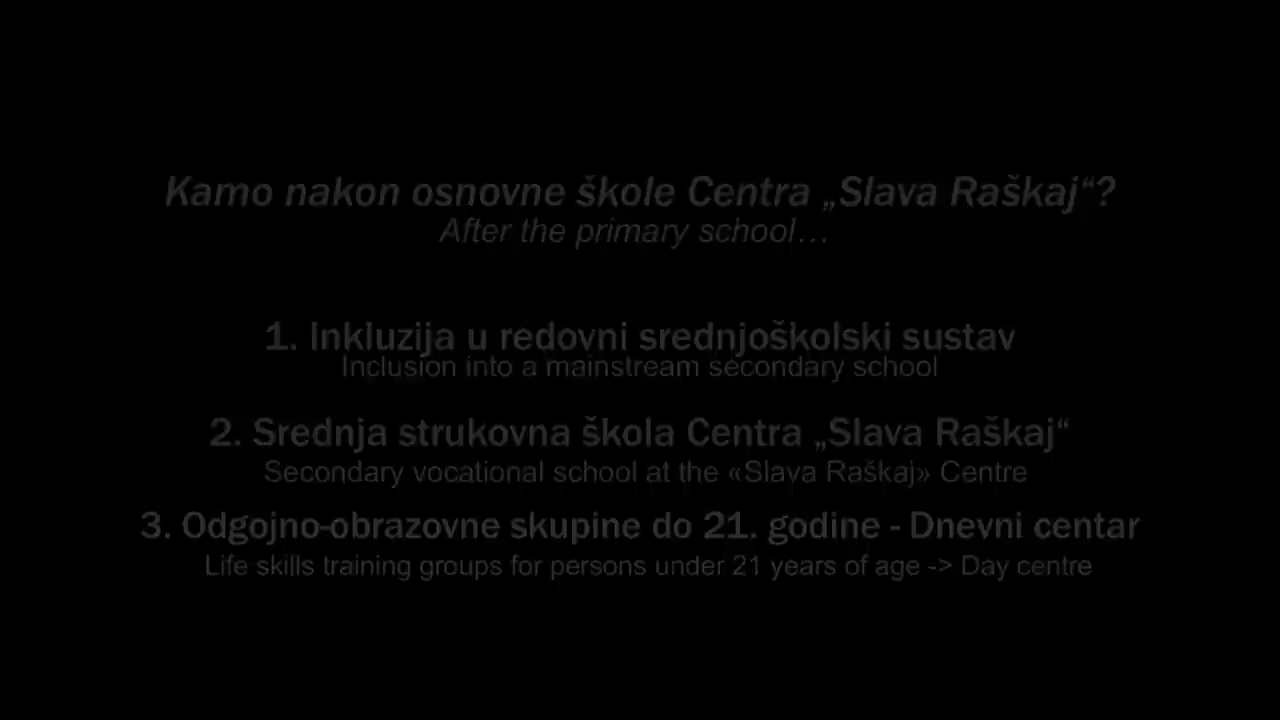 Kamo nakon osnovne škole Centra „Slava Raškaj“?
After the primary school…
1. Inkluzija u redovni srednjoškolski sustav
Inclusion into a mainstream secondary school
2. Srednja strukovna škola Centra „Slava Raškaj“
Secondary vocational school at the «Slava Raškaj» Centre
3. Odgojno-obrazovne skupine do 21. godine - Dnevni centar
Life skills training groups for persons under 21 years of age -> Day centre